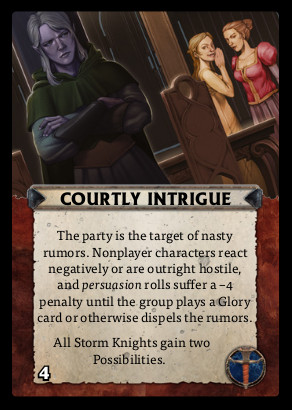 COURTLY INTRIGUE
The party is the target of nasty
rumors. Nonplayer characters react
negatively or are outright hostile,
and persuasion rolls suffer a –4
penalty until the group plays a Glory
card or otherwise dispels the rumors.
All Storm Knights gain two
Possibilities.
4